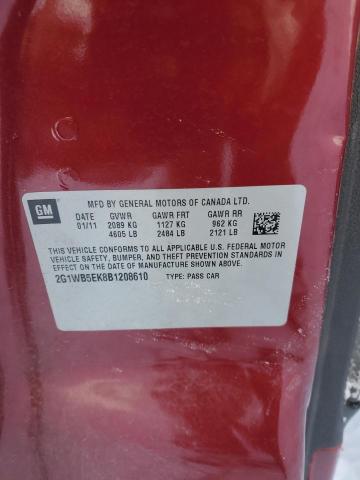 GM
MFD BY GENERAL MOTORS OF CANADA LTD.
DATE GVWR GAWR FRT GAWR RR
01/11 2089 KG 1127 KG 962 KG
4605 LB 2484 LB 2121 LB
THIS VEHICLE CONFORMS TO ALL APPLICABLE U.S. FEDERAL MOTOR
VEHICLE SAFETY, BUMPER, AND THEFT PREVENTION STANDARDS IN
EFFECT ON THE DATE OF MANUFACTURE SHOWN ABOVE.
2G1WB5EK8B1208610 TYPE: PASS CAR